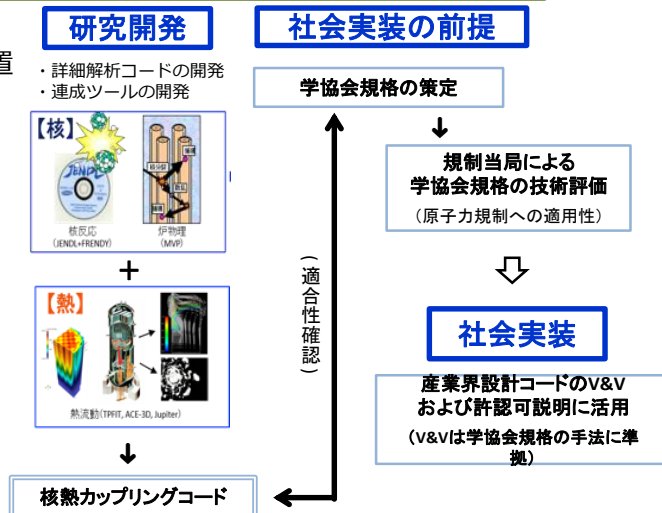 研究開発
社会実装の前提
置
・詳細解析コードの開発
・連成ツールの開発
【核】
JENDL
核反応
(JENDL+FRENDY)
炉物理
(MVP)
+
【熱】
熱流動(TPFIT, ACE-3D, Jupiter)
核熱カップリングコード
(適合性確認)
学協会規格の策定
規制当局による
学協会規格の技術評価
(原子力規制への適用性)
社会実装
産業界設計コードのV&V
および許認可説明に活用
(V&Vは学協会規格の手法に準
拠)